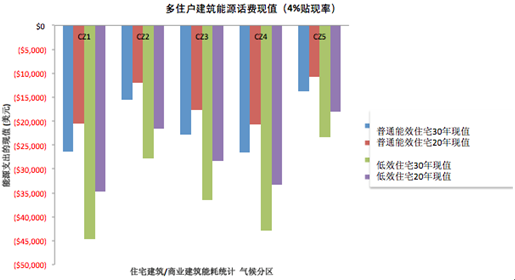 多住户建筑能源话费现值（4%贴现率）
$0
($5,000)
($10,000)
($15,000)
($20,000)
($25,000)
($30,000)
($35,000)
($40,000)
($45,000)
($50,000)
能源支出的现值 (美元)
CZ1 CZ2 CZ3 CZ4 CZ5
普通能效住宅30年现值
普通能效住宅20年现值
低效住宅30年现值
低效住宅20年现值
住宅建筑/商业建筑能耗统计 气候分区